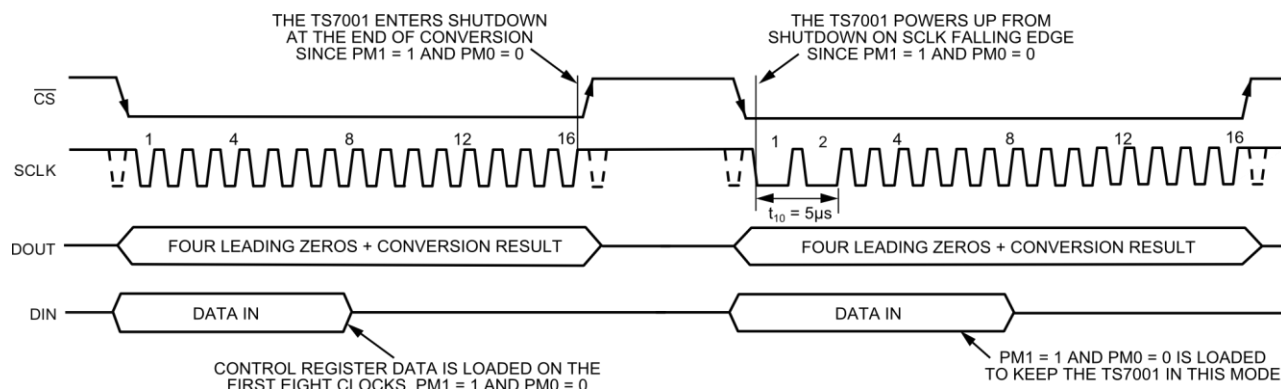 THE TS7001 ENTERS SHUTDOWN
AT THE END OF CONVERSION
SINCE PM1 = 1 AND PM0 = 0
THE TS7001 POWERS UP FROM
SHUTDOWN ON SCLK FALLING EDGE
SINCE PM1 = 1 AND PM0 = 0
CS
1 4 8 12 16 1 2 4 8 12 16
SCLK
t10 = 5µs
DOUT FOUR LEADING ZEROS + CONVERSION RESULT FOUR LEADING ZEROS + CONVERSION RESULT
DIN DATA IN DATA IN
CONTROL REGISTER DATA IS LOADED ON THE
FIRST EIGHT CLOCKS. PM1 = 1 AND PM0 = 0
PM1 = 1 AND PM0 = 0 IS LOADED
TO KEEP THE TS7001 IN THIS MODE